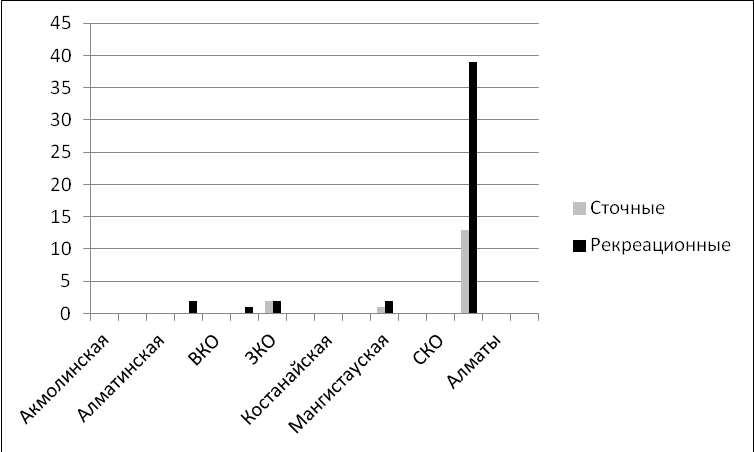 45
40
35
30
25
20
15
10
5
0
Акмолинская
Алматинская
ВКО
ЗКО
Костанайская
Мангистауская
СКО
Алматы
Сточные
Рекреационные